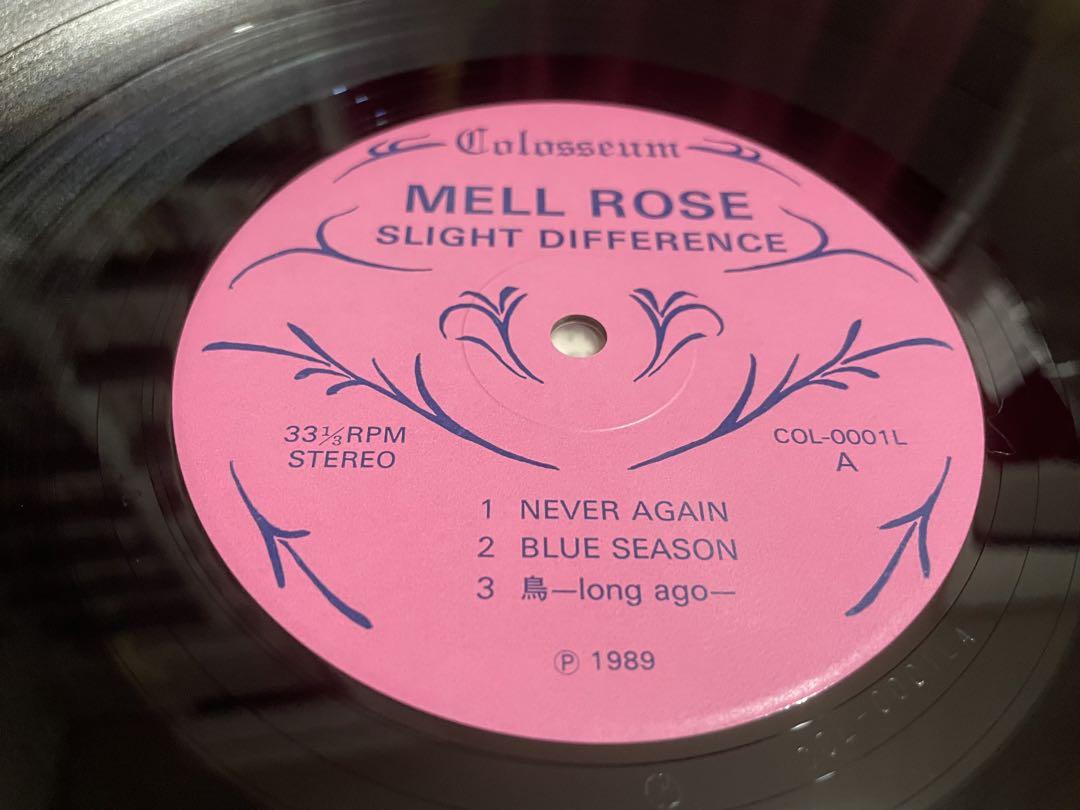 Colosseum
MELL ROSE
SLIGHT DIFFERENCE
33⅓RPM
STEREO
COL-0001L
A
1 NEVER AGAIN
2 BLUE SEASON
3 鳥—long ago—
Ⓟ 1989